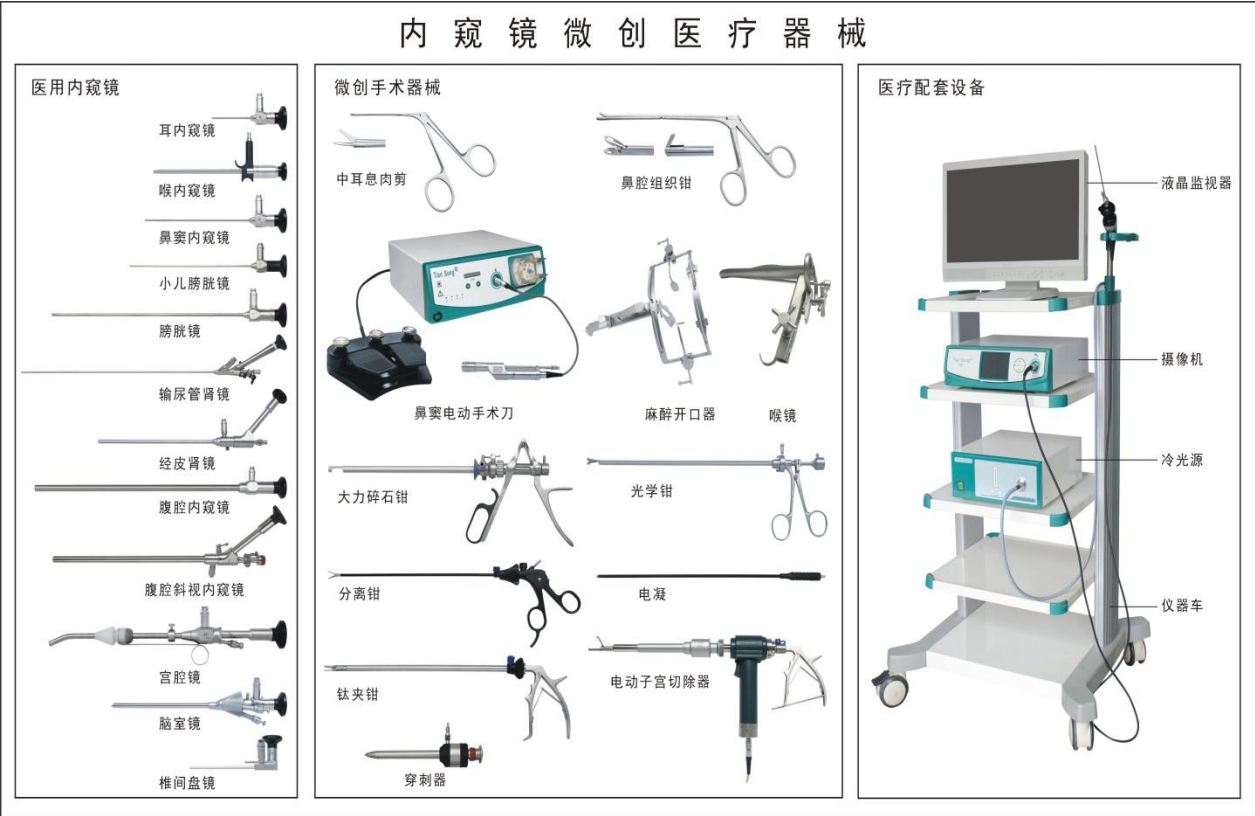 内窥镜微创医疗器械
医用内窥镜
耳内窥镜
喉内窥镜
鼻窦内窥镜
小儿膀胱镜
膀胱镜
输尿管肾镜
经皮肾镜
腹腔内窥镜
腹腔斜视内窥镜
宫腔镜
脑室镜
椎间盘镜
微创手术器械
中耳息肉剪
鼻腔组织钳
Tian Song®
鼻窦电动手术刀
麻醉开口器
喉镜
大力碎石钳
光学钳
分离钳
电凝
钛夹钳
电动子宫切除器
穿刺器
医疗配套设备
液晶监视器
Tian Song®
摄像机
冷光源
仪器车